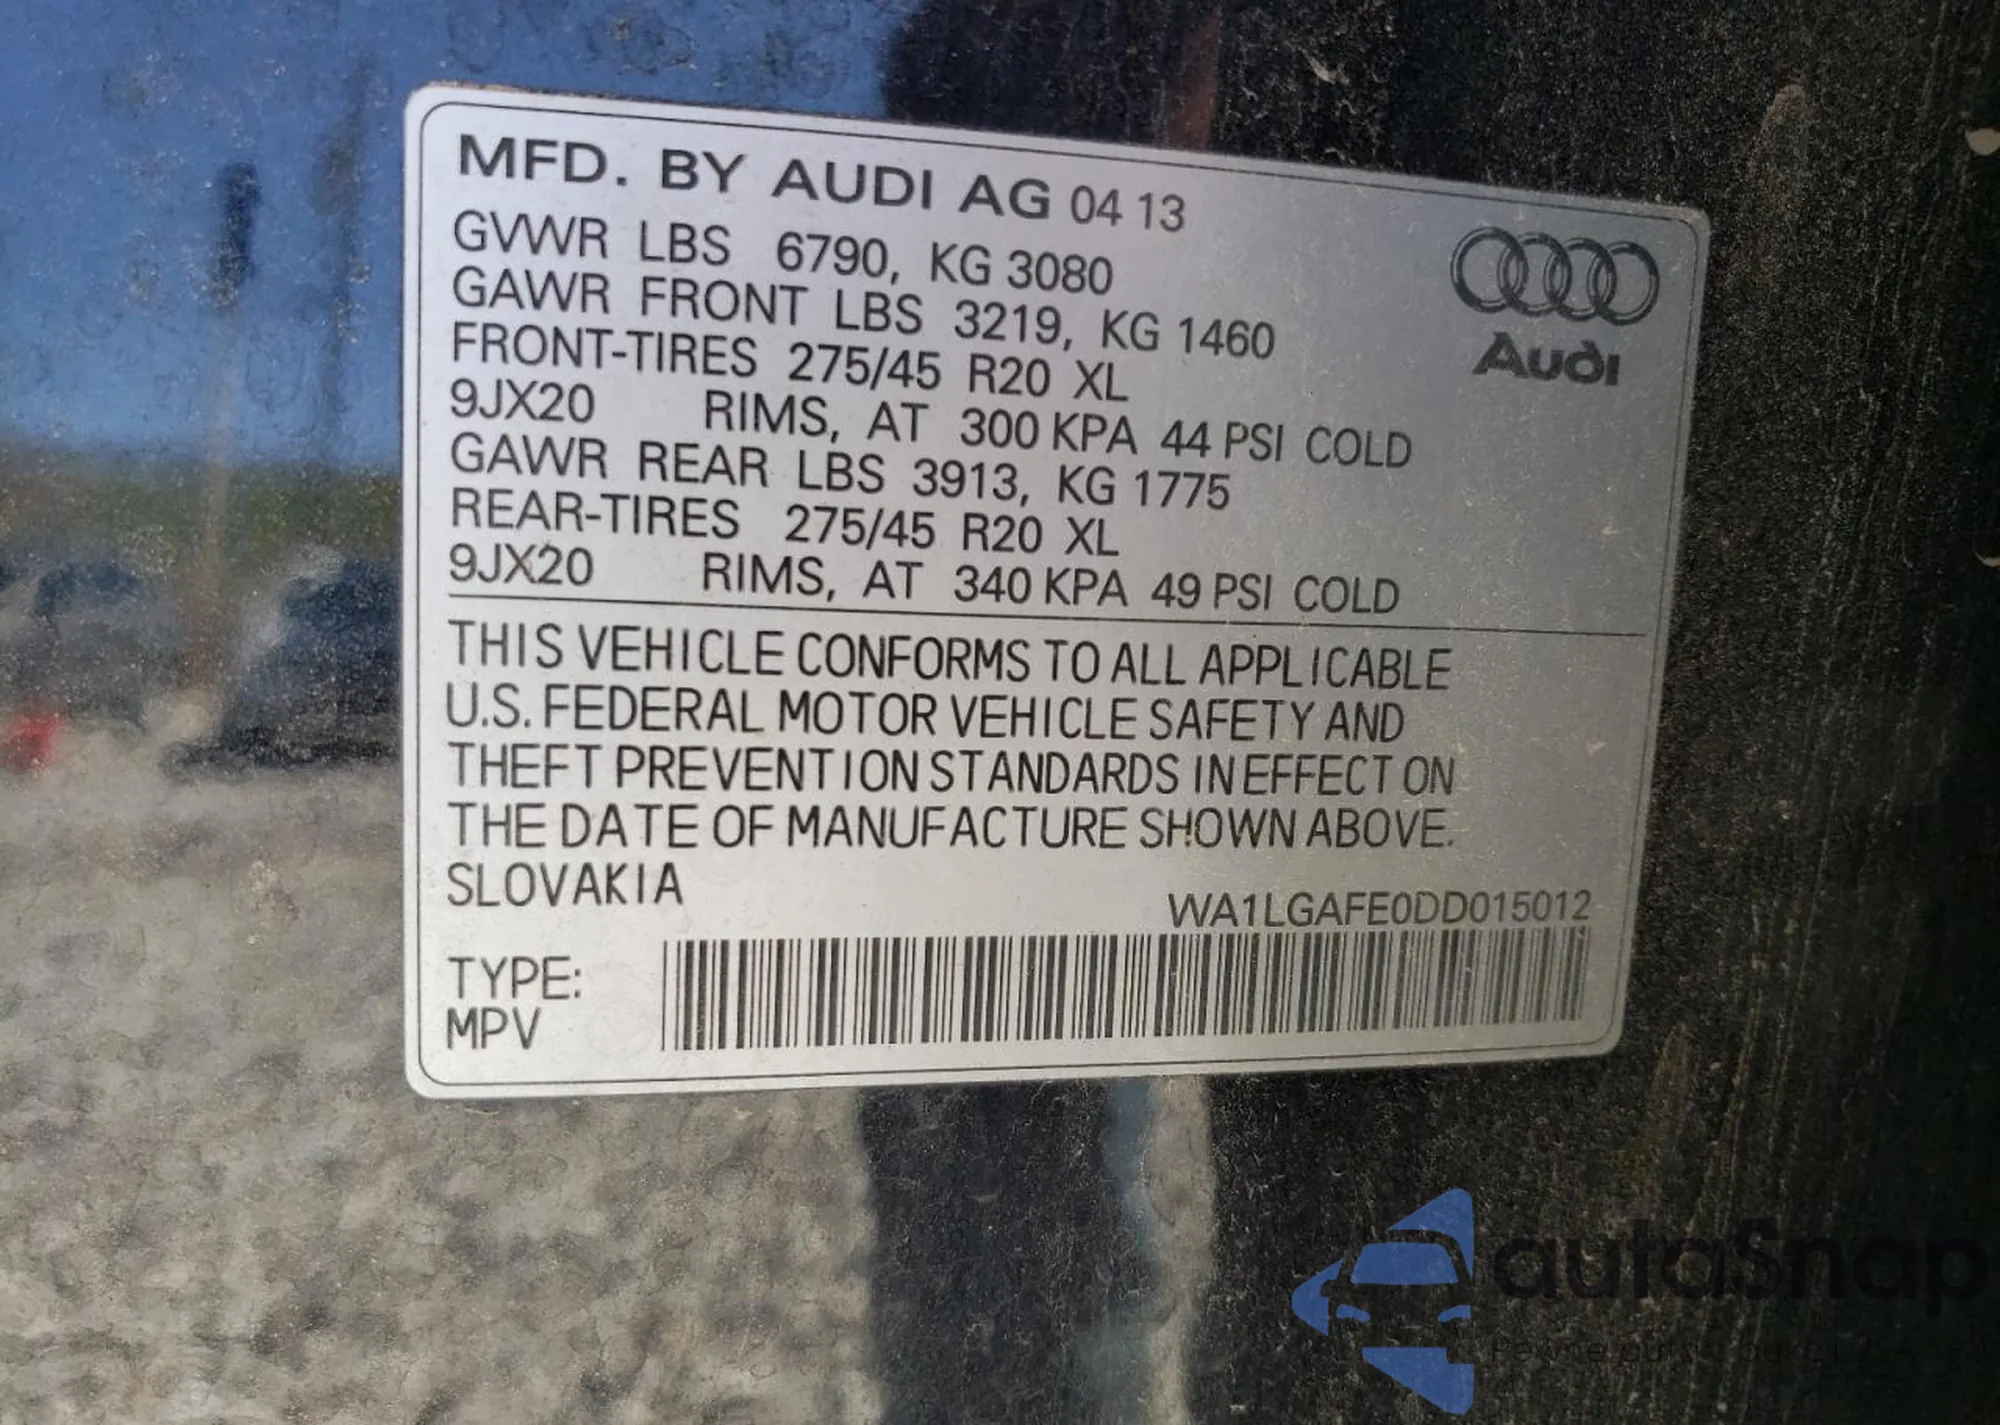 MFD. BY AUDI AG 04 13
GVWR LBS 6790, KG 3080
GAWR FRONT LBS 3219, KG 1460
FRONT-TIRES 275/45 R20 XL
9JX20 RIMS, AT 300 KPA 44 PSI COLD
GAWR REAR LBS 3913, KG 1775
REAR-TIRES 275/45 R20 XL
9JX20 RIMS, AT 340 KPA 49 PSI COLD
Audi
THIS VEHICLE CONFORMS TO ALL APPLICABLE
U.S. FEDERAL MOTOR VEHICLE SAFETY AND
THEFT PREVENTION STANDARDS IN EFFECT ON
THE DATE OF MANUFACTURE SHOWN ABOVE.
SLOVAKIA
WA1LGAFE0DD015012
TYPE:
MPV
autaSnap